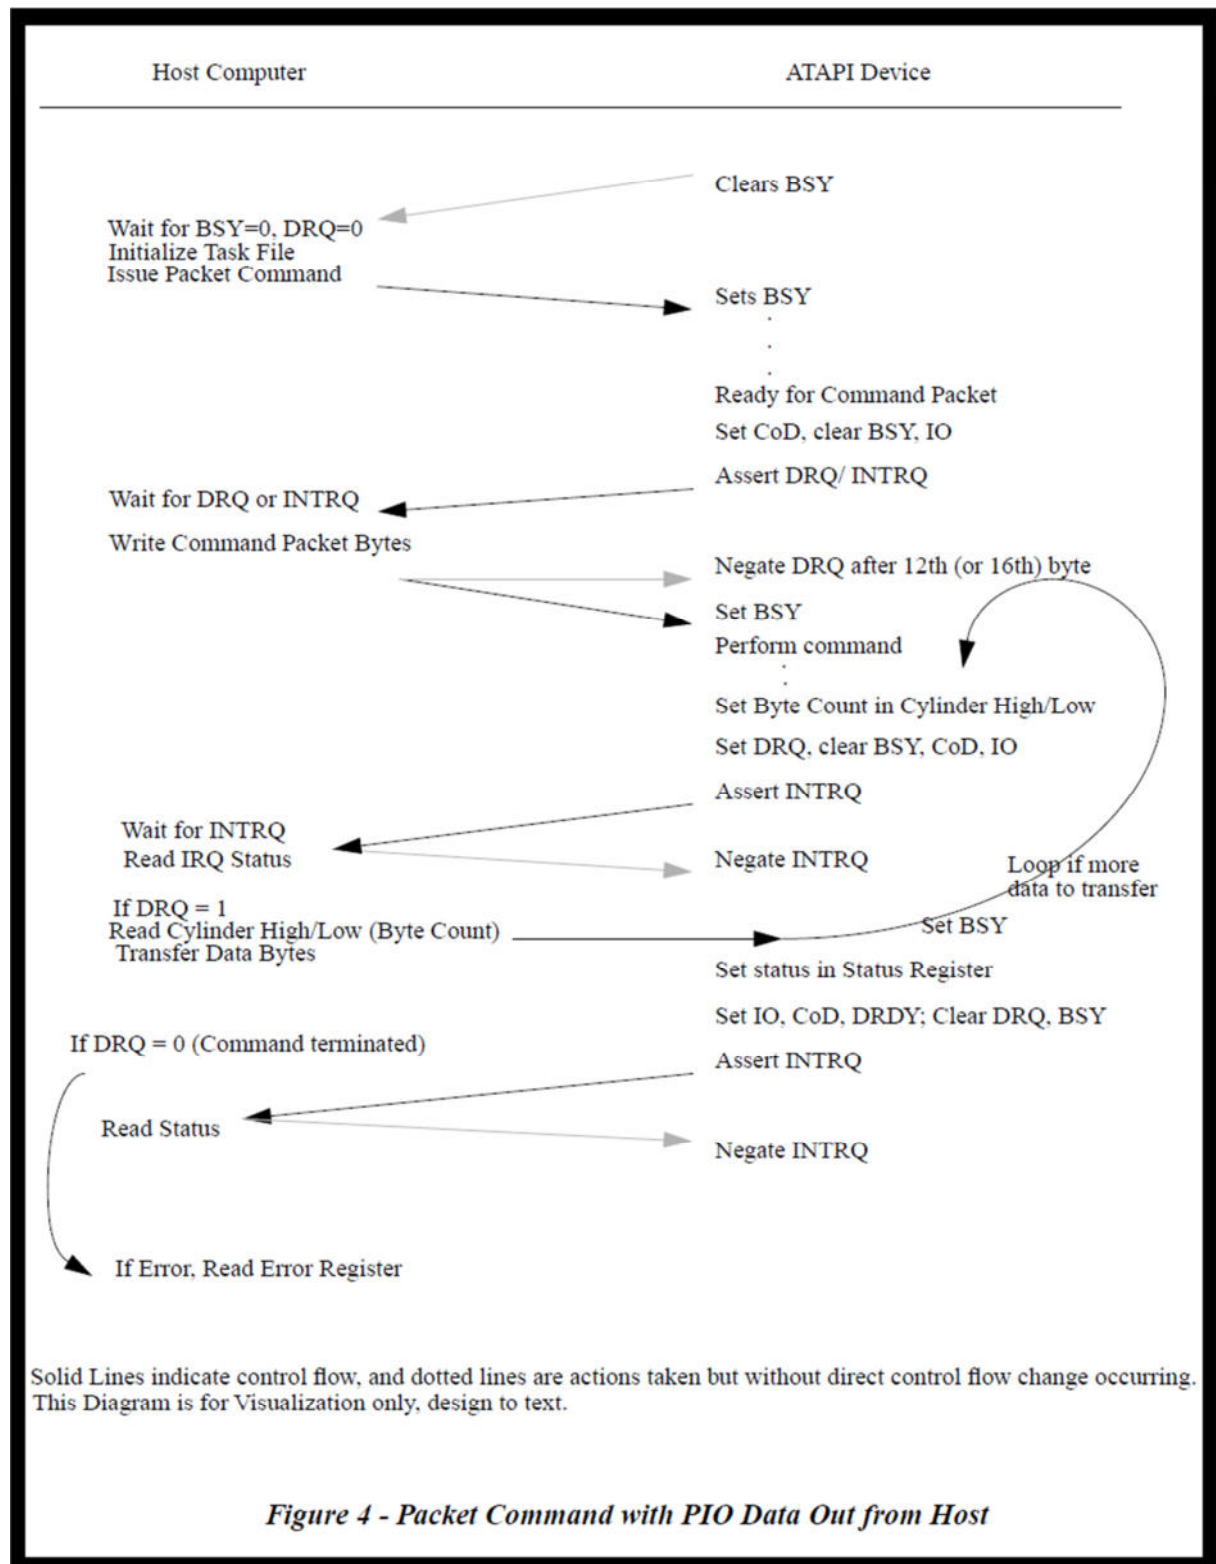 Host Computer ATAPI Device
Clears BSY
Wait for BSY=0, DRQ=0
Initialize Task File
Issue Packet Command
Sets BSY
.
.
.
Ready for Command Packet
Set CoD, clear BSY, IO
Assert DRQ/ INTRQ
Wait for DRQ or INTRQ
Write Command Packet Bytes
Negate DRQ after 12th (or 16th) byte
Set BSY
Perform command
.
.
Set Byte Count in Cylinder High/Low
Set DRQ, clear BSY, CoD, IO
Assert INTRQ
Wait for INTRQ
Read IRQ Status
Negate INTRQ
Loop if more
data to transfer
If DRQ = 1
Read Cylinder High/Low (Byte Count)
Transfer Data Bytes
Set BSY
Set status in Status Register
Set IO, CoD, DRDY; Clear DRQ, BSY
If DRQ = 0 (Command terminated)
Assert INTRQ
Read Status
Negate INTRQ
If Error, Read Error Register
Solid Lines indicate control flow, and dotted lines are actions taken but without direct control flow change occurring.
This Diagram is for Visualization only, design to text.
Figure 4 - Packet Command with PIO Data Out from Host